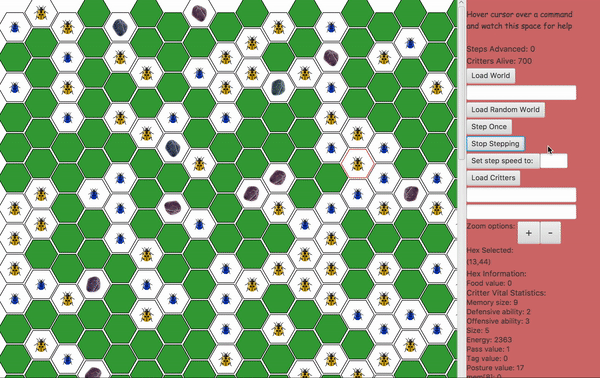 Hover cursor over a command
and watch this space for help
Steps Advanced: 0
Critters Alive: 700
Load World
Load Random World
Step Once
Stop Stepping
Set step speed to:
Load Critters
Zoom options:
+
-
Hex Selected:
(13,44)
Hex Information:
Food value: 0
Critter Vital Statistics:
Memory size: 9
Defensive ability: 2
Offensive ability: 3
Size: 5
Energy: 2363
Pass value: 1
Tag value: 0
Posture value: 17